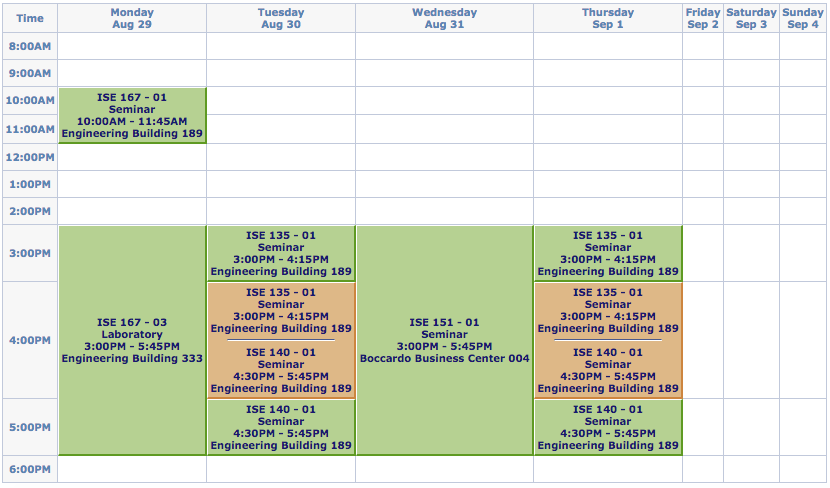 Time
Monday
Aug 29
Tuesday
Aug 30
Wednesday
Aug 31
Thursday
Sep 1
Friday
Sep 2
Saturday
Sep 3
Sunday
Sep 4
8:00AM
9:00AM
10:00AM
ISE 167 - 01
Seminar
10:00AM - 11:45AM
Engineering Building 189
11:00AM
12:00PM
1:00PM
2:00PM
3:00PM
ISE 167 - 03
Laboratory
3:00PM - 5:45PM
Engineering Building 333
ISE 135 - 01
Seminar
3:00PM - 4:15PM
Engineering Building 189
ISE 151 - 01
Seminar
3:00PM - 5:45PM
Boccardo Business Center 004
ISE 135 - 01
Seminar
3:00PM - 4:15PM
Engineering Building 189
4:00PM
ISE 135 - 01
Seminar
3:00PM - 4:15PM
Engineering Building 189
ISE 140 - 01
Seminar
4:30PM - 5:45PM
Engineering Building 189
ISE 135 - 01
Seminar
3:00PM - 4:15PM
Engineering Building 189
ISE 140 - 01
Seminar
4:30PM - 5:45PM
Engineering Building 189
5:00PM
ISE 140 - 01
Seminar
4:30PM - 5:45PM
Engineering Building 189
ISE 140 - 01
Seminar
4:30PM - 5:45PM
Engineering Building 189
6:00PM